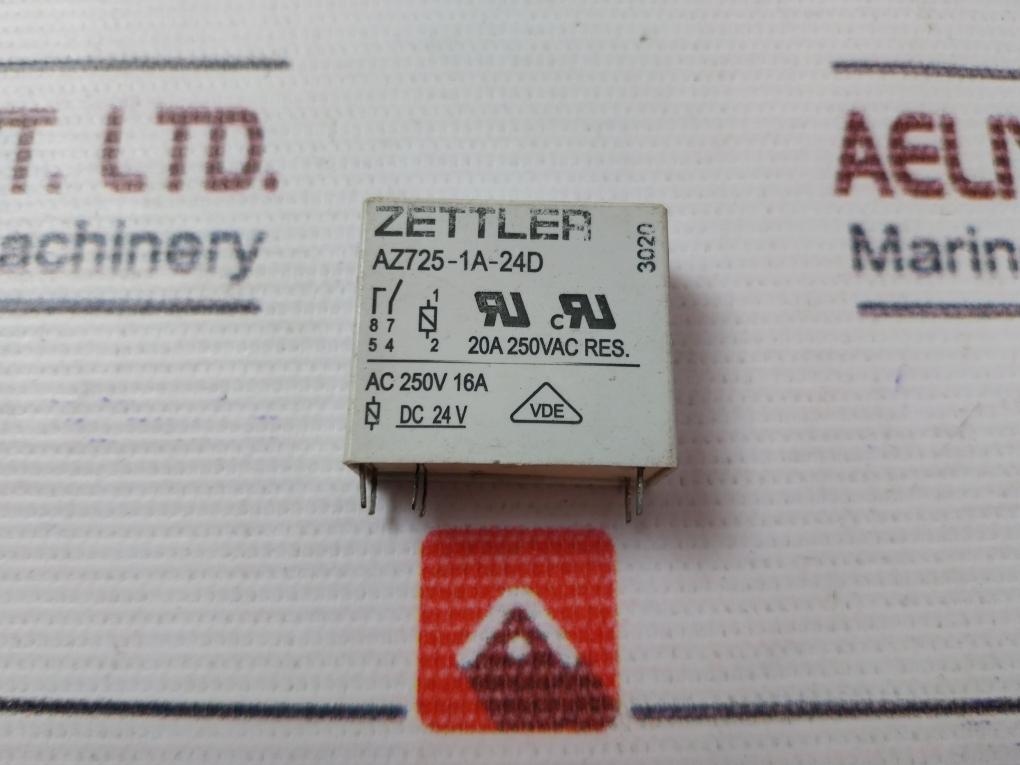 T. LTD.
achinery
AELI
Marin
ZETTLER
3020
AZ725-1A-24D
1
8 7
5 4
2
c
20A 250VAC RES.
AC 250V 16A
DC 24 V
VDE